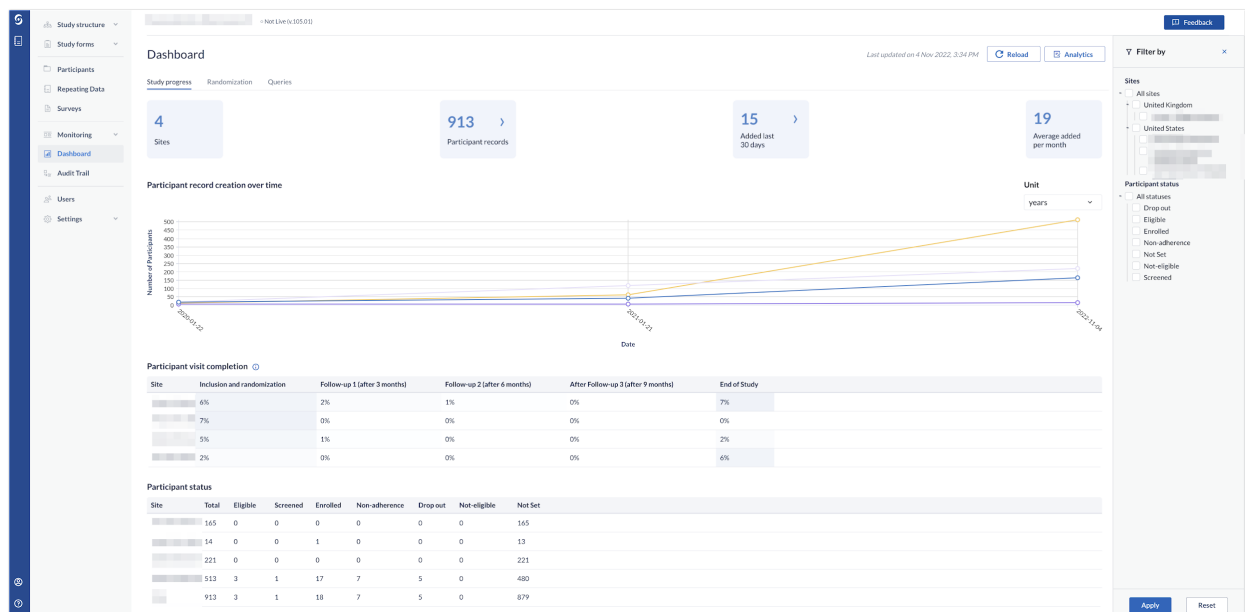 Study structure
Study forms
Participants
Repeating Data
Surveys
Monitoring
Dashboard
Audit Trail
Users
Settings
Not Live (v.105.01)
Feedback
Dashboard
Last updated on 4 Nov 2022, 3:34 PM
Reload
Analytics
Study progress Randomization Queries
4
Sites
913
Participant records
15
Added last
30 days
19
Average added
per month
Participant record creation over time
Unit
years
Number of Participants
500
450
400
350
300
250
200
150
100
50
0
2020-01-22
2021-01-21
2022-11-04
Date
Participant visit completion
Site Inclusion and randomization Follow-up 1 (after 3 months) Follow-up 2 (after 6 months) After Follow-up 3 (after 9 months) End of Study
6% 2% 1% 0% 7%
7% 0% 0% 0% 0%
5% 1% 0% 0% 2%
2% 0% 0% 0% 6%
Participant status
Site Total Eligible Screened Enrolled Non-adherence Drop out Not-eligible Not Set
165 0 0 0 0 0 0 165
14 0 0 1 0 0 0 13
221 0 0 0 0 0 0 221
513 3 1 17 7 5 0 480
913 3 1 18 7 5 0 879
Filter by
Sites
All sites
United Kingdom
United States
Participant status
All statuses
Drop out
Eligible
Enrolled
Non-adherence
Not Set
Not-eligible
Screened
Apply
Reset